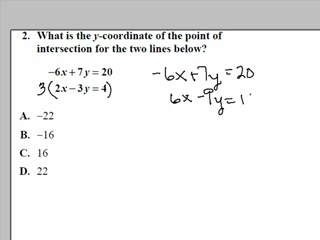 2. What is the y-coordinate of the point of
intersection for the two lines below?
−6x + 7y = 20
3(2x − 3y = 4)
-6x+7y=20
6x-9y=1
A. −22
B. −16
C. 16
D. 22